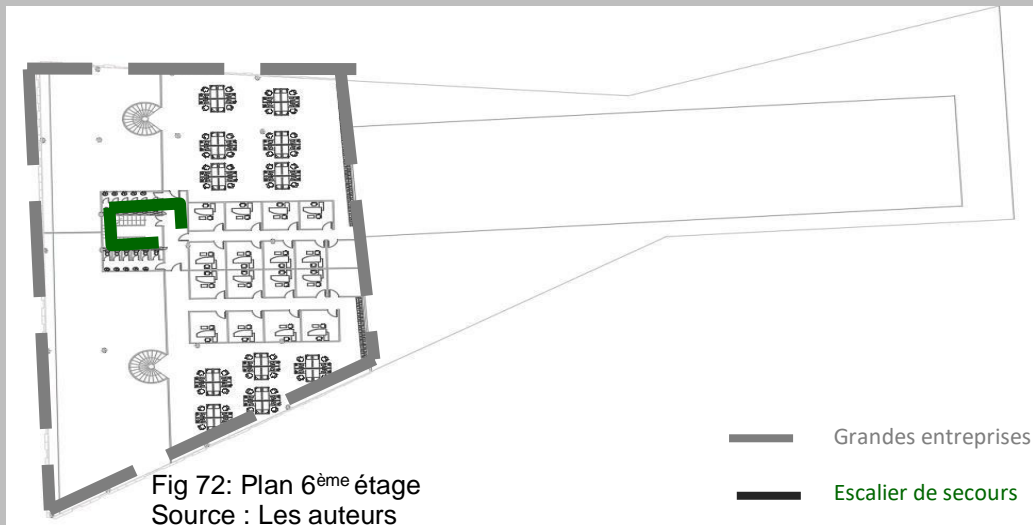 Grandes entreprises
Escalier de secours
Fig 72: Plan 6ème étage
Source : Les auteurs